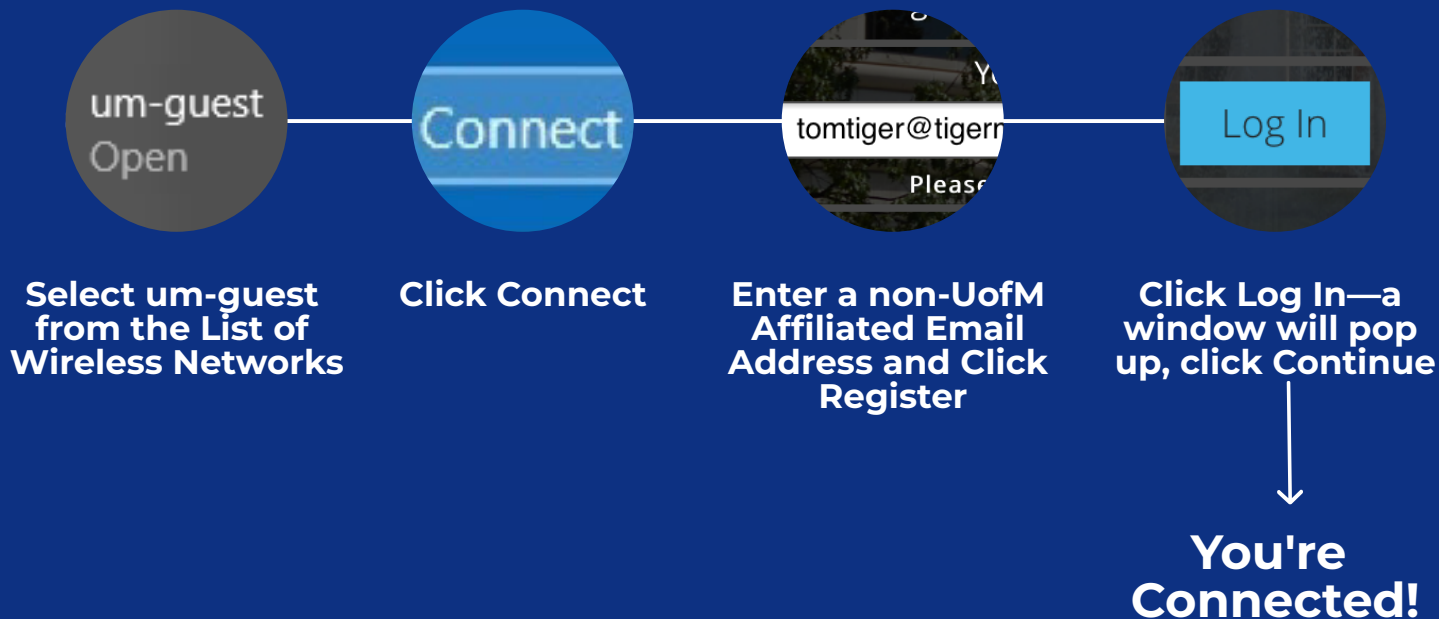 um-guest
Open
Connect
tomtiger@tiger
Please
Log In
Select um-guest
from the List of
Wireless Networks
Click Connect
Enter a non-UofM
Affiliated Email
Address and Click
Register
Click Log In—a
window will pop
up, click Continue
You're
Connected!